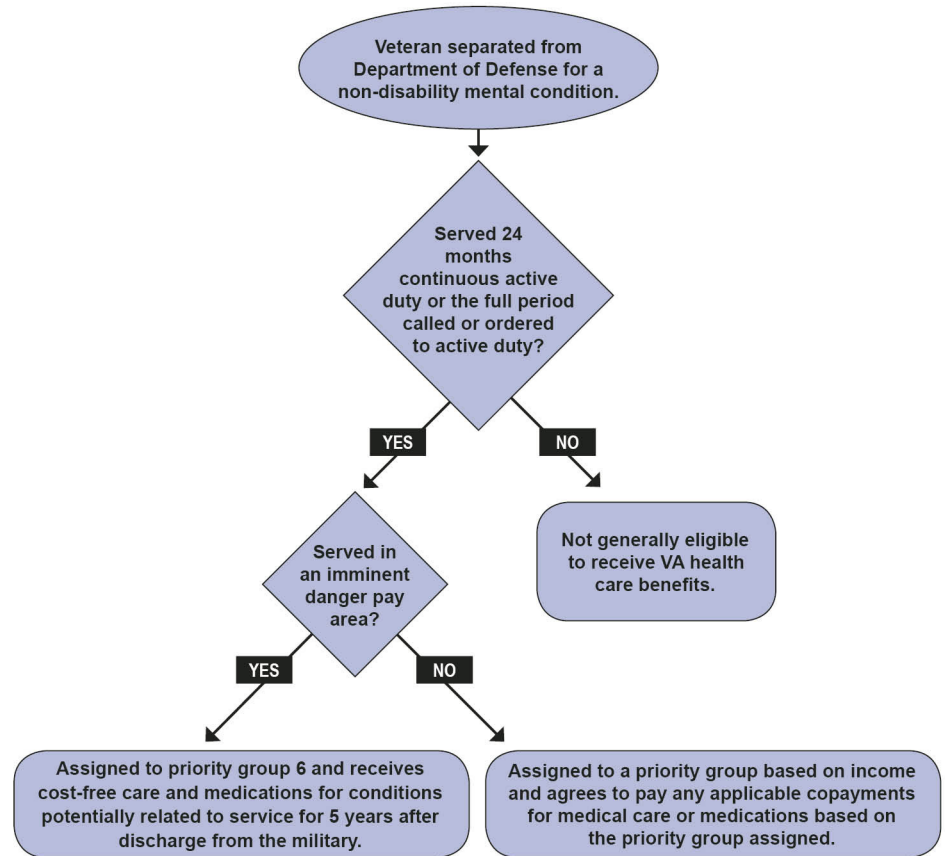 Veteran separated from
Department of Defense for a
non-disability mental condition.
Served 24
months
continuous active
duty or the full period
called or ordered
to active duty?
YES
NO
Not generally eligible
to receive VA health
care benefits.
Served in
an imminent
danger pay
area?
YES
NO
Assigned to priority group 6 and receives
cost-free care and medications for conditions
potentially related to service for 5 years after
discharge from the military.
Assigned to a priority group based on income
and agrees to pay any applicable copayments
for medical care or medications based on
the priority group assigned.